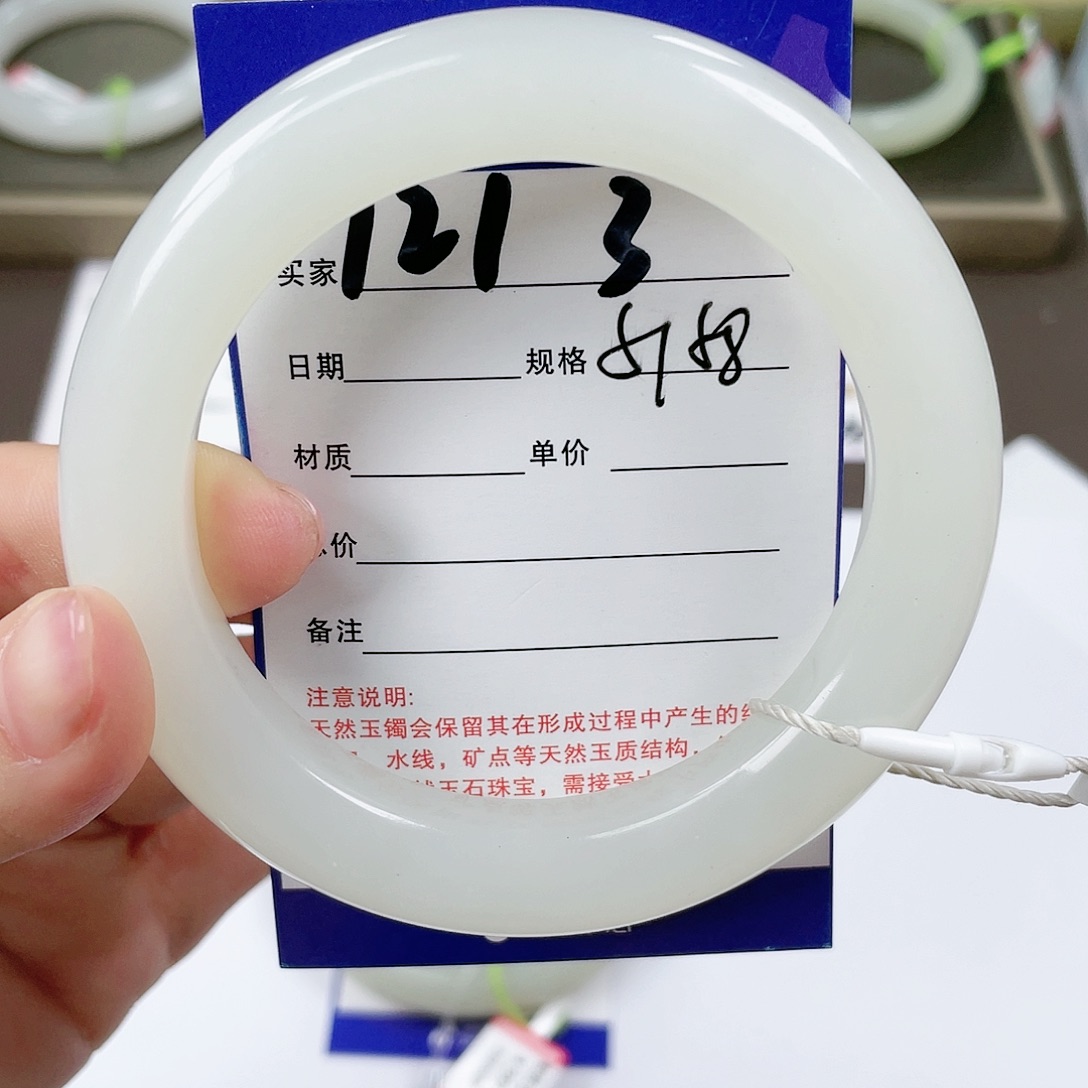 买家 121 3
日期 规格 58
材质 单价
价
备注
注意说明:
天然玉镯会保留其在形成过程中产生的
水线，矿点等天然玉质结构，
玉石珠宝，需接受